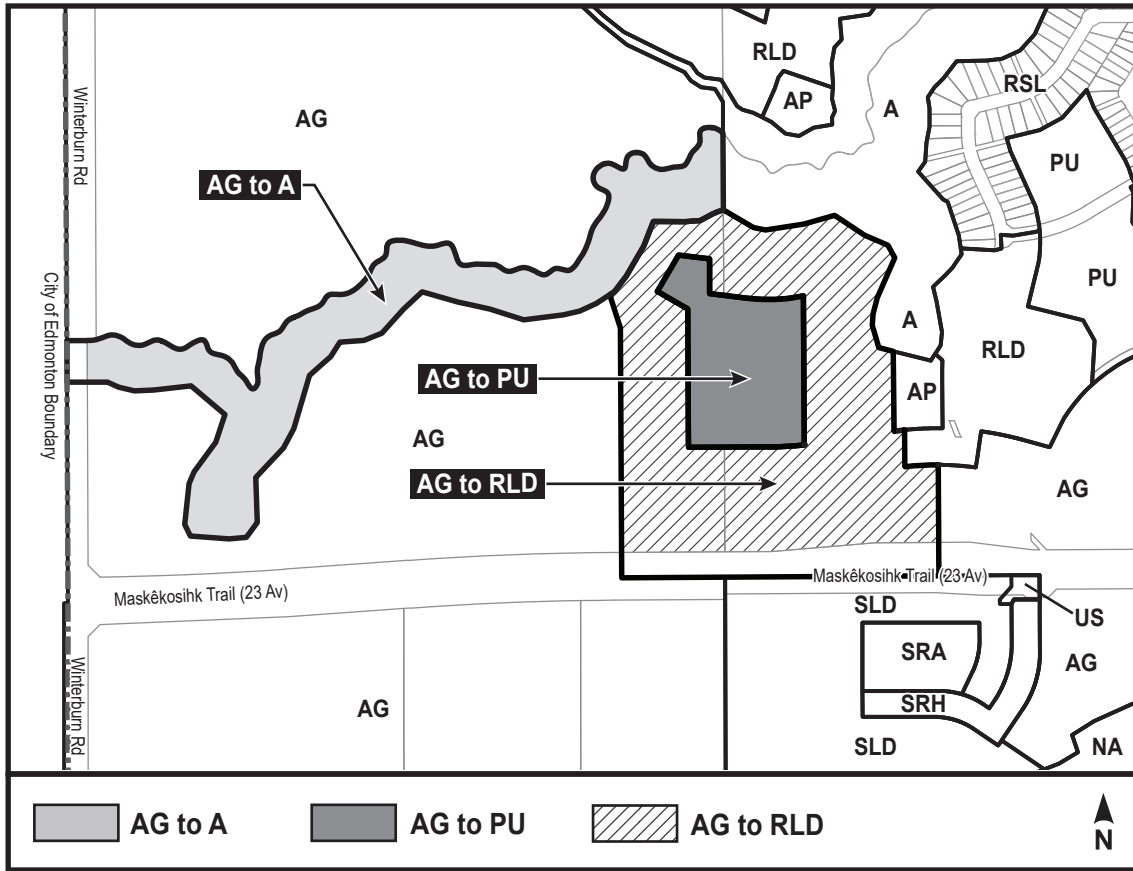 RLD
AP
A
RSL
PU
Winterburn Rd
AG
AG to A
PU
City of Edmonton Boundary
A
RLD
AG to PU
AP
AG
AG to RLD
AG
Maskêkosihk Trail (23 Av)
Maskêkosihk Trail (23 Av)
SLD
US
SRA
AG
SRH
AG
Winterburn Rd
SLD
NA
AG to A
AG to PU
AG to RLD
N